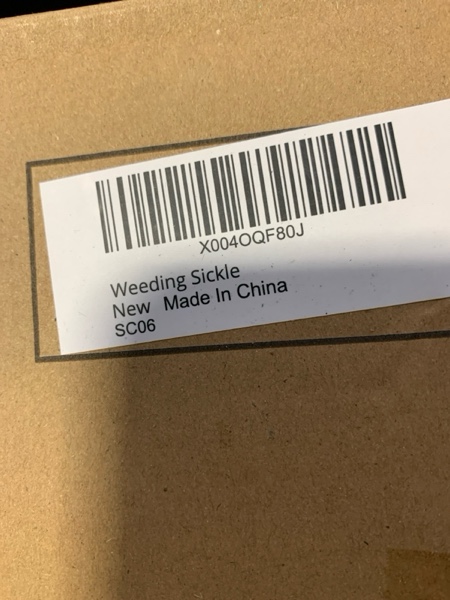 X004OQF80J
Weeding Sickle
New Made In China
SC06